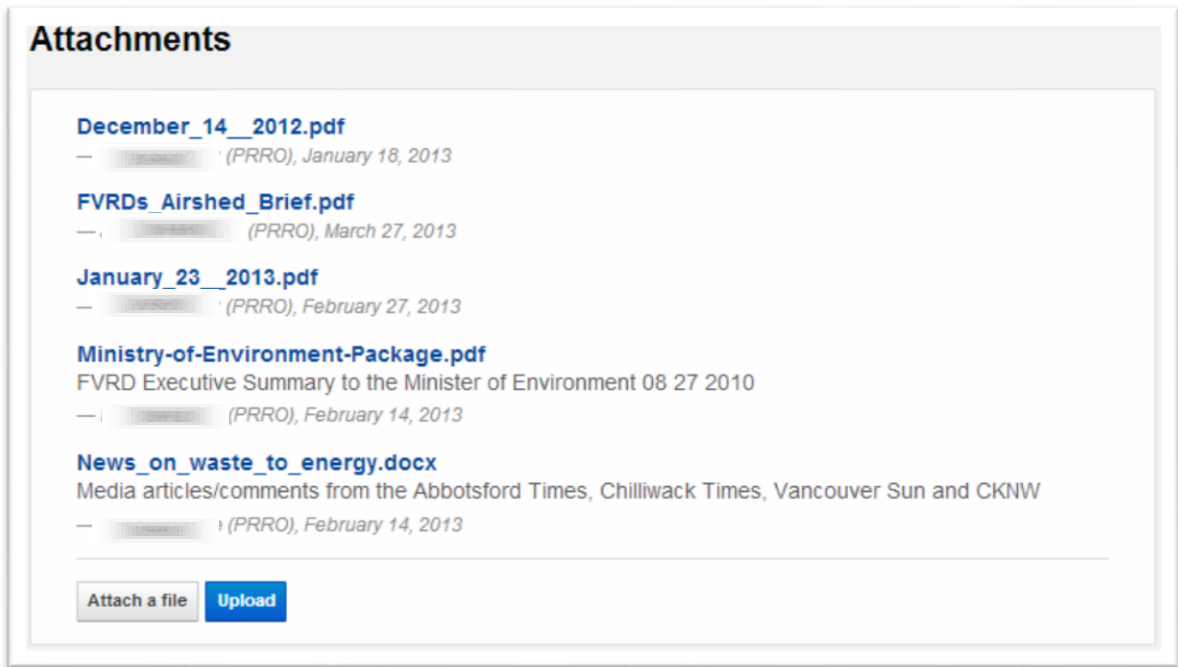 Attachments
December_14__2012.pdf
— (PRRO), January 18, 2013
FVRDs_Airshed_Brief.pdf
— (PRRO), March 27, 2013
January_23__2013.pdf
— (PRRO), February 27, 2013
Ministry-of-Environment-Package.pdf
FVRD Executive Summary to the Minister of Environment 08 27 2010
— (PRRO), February 14, 2013
News_on_waste_to_energy.docx
Media articles/comments from the Abbotsford Times, Chilliwack Times, Vancouver Sun and CKNW
— (PRRO), February 14, 2013
Attach a file Upload